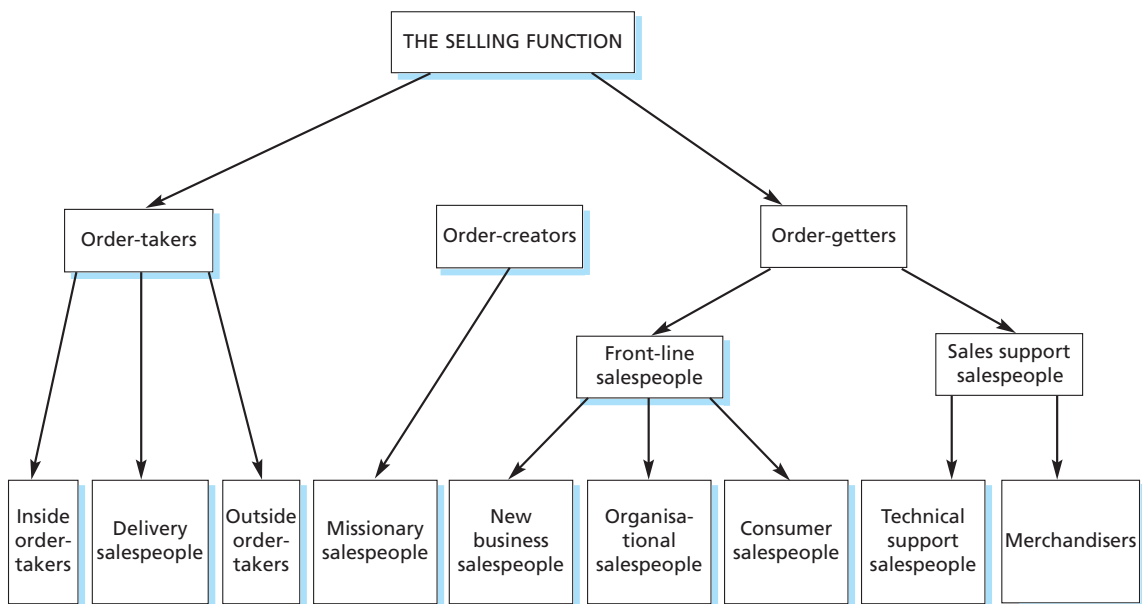 THE SELLING FUNCTION
Order-takers
Order-creators
Order-getters
Front-line
salespeople
Sales support
salespeople
Inside
order-
takers
Delivery
salespeople
Outside
order-
takers
Missionary
salespeople
New
business
salespeople
Organisa-
tional
salespeople
Consumer
salespeople
Technical
support
salespeople
Merchandisers